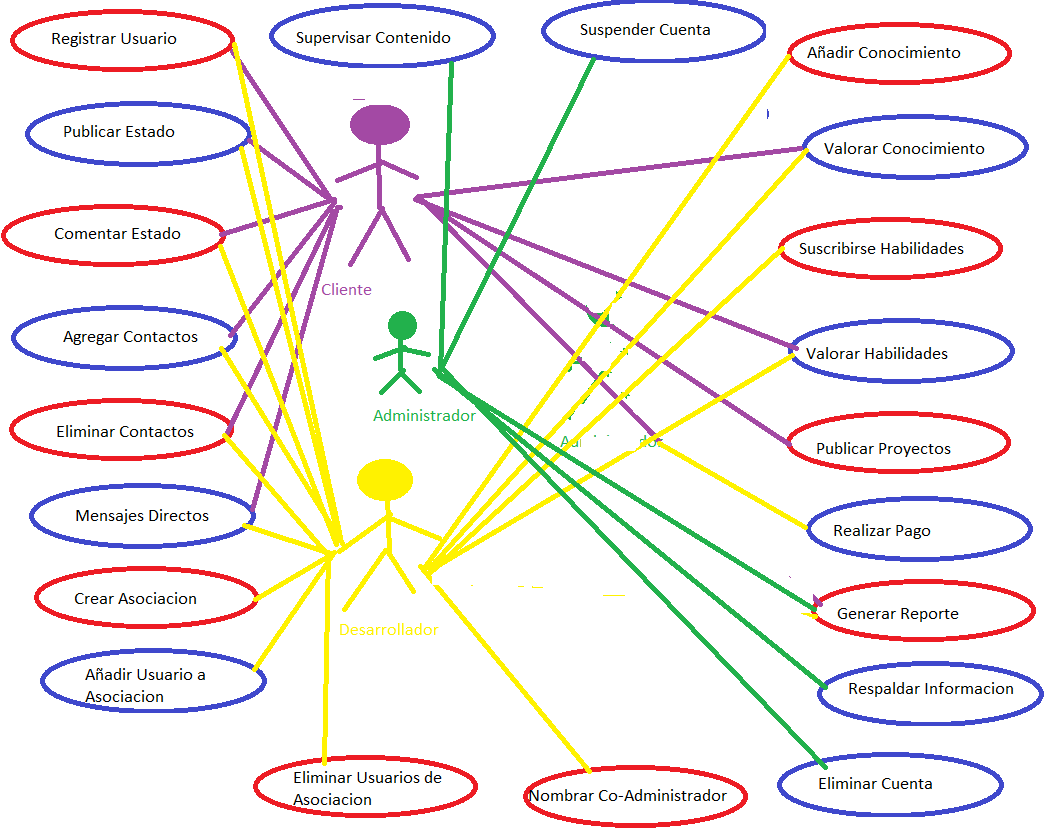 Registrar Usuario
Supervisar Contenido
Suspender Cuenta
Añadir Conocimiento
Publicar Estado
Valorar Conocimiento
Comentar Estado
Suscribirse Habilidades
Cliente
Agregar Contactos
Valorar Habilidades
Administrador
Eliminar Contactos
Publicar Proyectos
Mensajes Directos
Realizar Pago
Crear Asociacion
Generar Reporte
Desarrollador
Añadir Usuario a
Asociacion
Respaldar Informacion
Eliminar Usuarios de
Asociacion
Nombrar Co-Administrador
Eliminar Cuenta